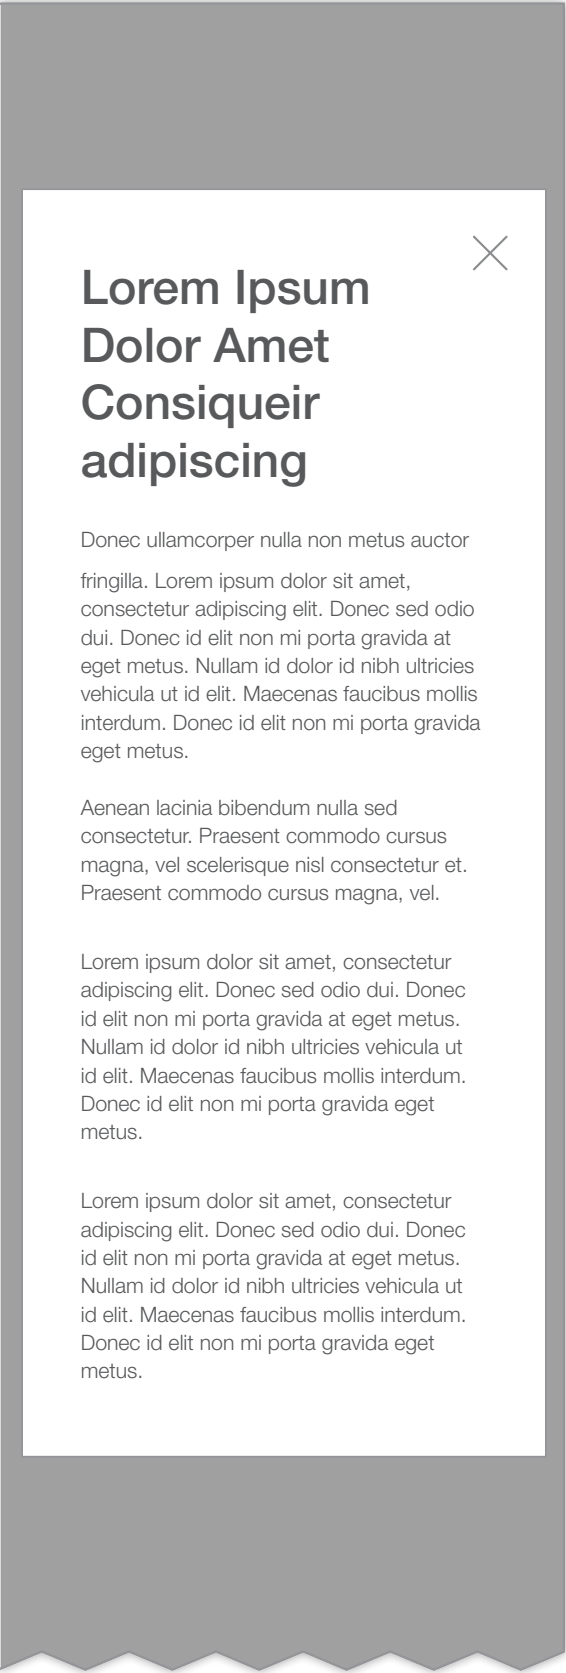 Lorem Ipsum
Dolor Amet
Consiqueir
adipiscing
Donec ullamcorper nulla non metus auctor
fringilla. Lorem ipsum dolor sit amet,
consectetur adipiscing elit. Donec sed odio
dui. Donec id elit non mi porta gravida at
eget metus. Nullam id dolor id nibh ultricies
vehicula ut id elit. Maecenas faucibus mollis
interdum. Donec id elit non mi porta gravida
eget metus.
Aenean lacinia bibendum nulla sed
consectetur. Praesent commodo cursus
magna, vel scelerisque nisl consectetur et.
Praesent commodo cursus magna, vel.
Lorem ipsum dolor sit amet, consectetur
adipiscing elit. Donec sed odio dui. Donec
id elit non mi porta gravida at eget metus.
Nullam id dolor id nibh ultricies vehicula ut
id elit. Maecenas faucibus mollis interdum.
Donec id elit non mi porta gravida eget
metus.
Lorem ipsum dolor sit amet, consectetur
adipiscing elit. Donec sed odio dui. Donec
id elit non mi porta gravida at eget metus.
Nullam id dolor id nibh ultricies vehicula ut
id elit. Maecenas faucibus mollis interdum.
Donec id elit non mi porta gravida eget
metus.